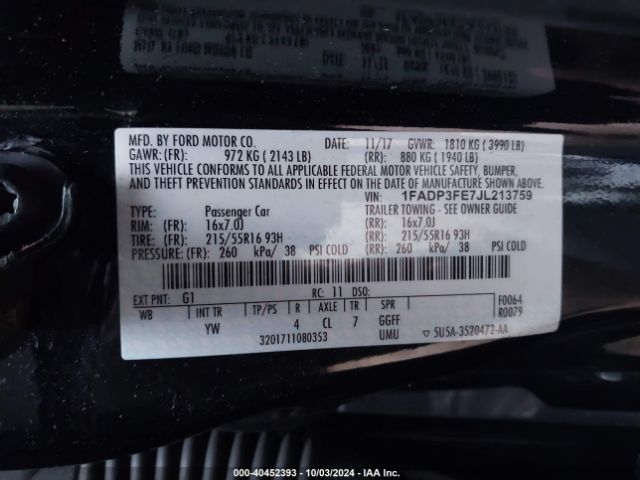 MFD. BY FORD MOTOR CO. 11/17 GVWR: 1810 KG ( 3990 LB)
GAWR: (FR): 972 KG ( 2143 LB) (RR): 880 KG ( 1940 LB)
THIS VEHICLE CONFORMS TO ALL APPLICABLE FEDERAL MOTOR VEHICLE SAFETY, BUMPER,
AND THEFT PREVENTION STANDARDS IN EFFECT ON THE DATE OF MANUFACTURE SHOWN ABOVE.
VIN: 1FADP3FE7JL213759
TYPE: Passenger Car TRAILER TOWING - SEE OWNER GUIDE
RIM: (FR): 16x7.0J (RR): 16x7.0J
TIRE: (FR): 215/55R16 93H (RR): 215/55R16 93H
PRESSURE: (FR): 260 kPa/ 38 PSI COLD (RR): 260 kPa/ 38 PSI COLD
EXT PNT: G1 RC: 11 DSO: F0064
WB INT TR TP/PS R AXLE TR SPR R0079
YW 4 CL 7 GGFF
3201711080353 UMU ▽ 5U5A-3520472-AA
000-40452393 - 10/03/2024 - IAA